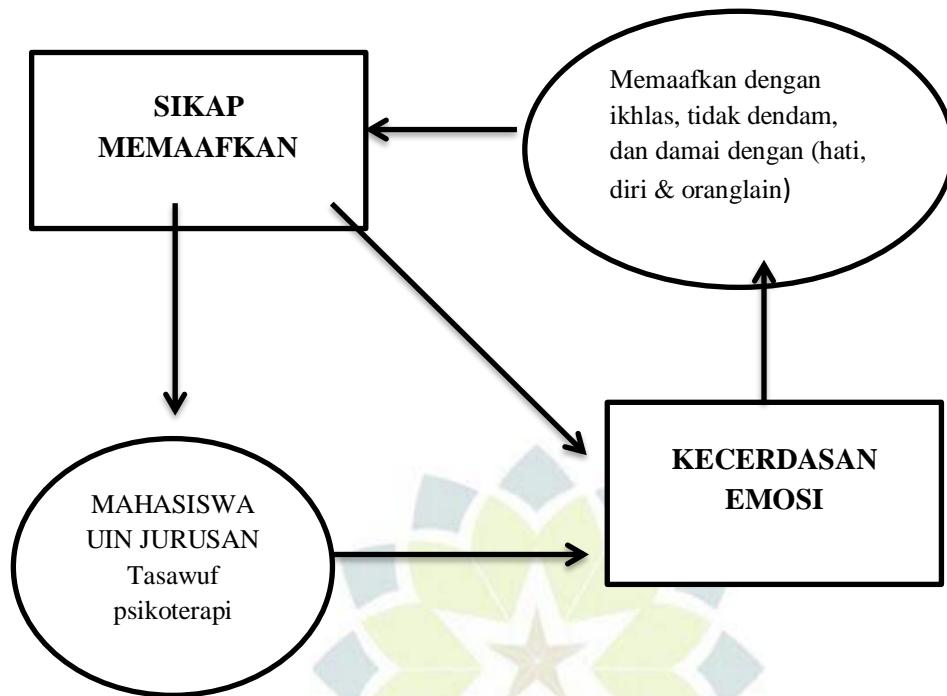 SIKAP
MEMAAFKAN
Memaafkan dengan
ikhlas, tidak dendam,
dan damai dengan (hati,
diri & oranglain)
MAHASISWA
UIN JURUSAN
Tasawuf
psikoterapi
KECERDASAN
EMOSI